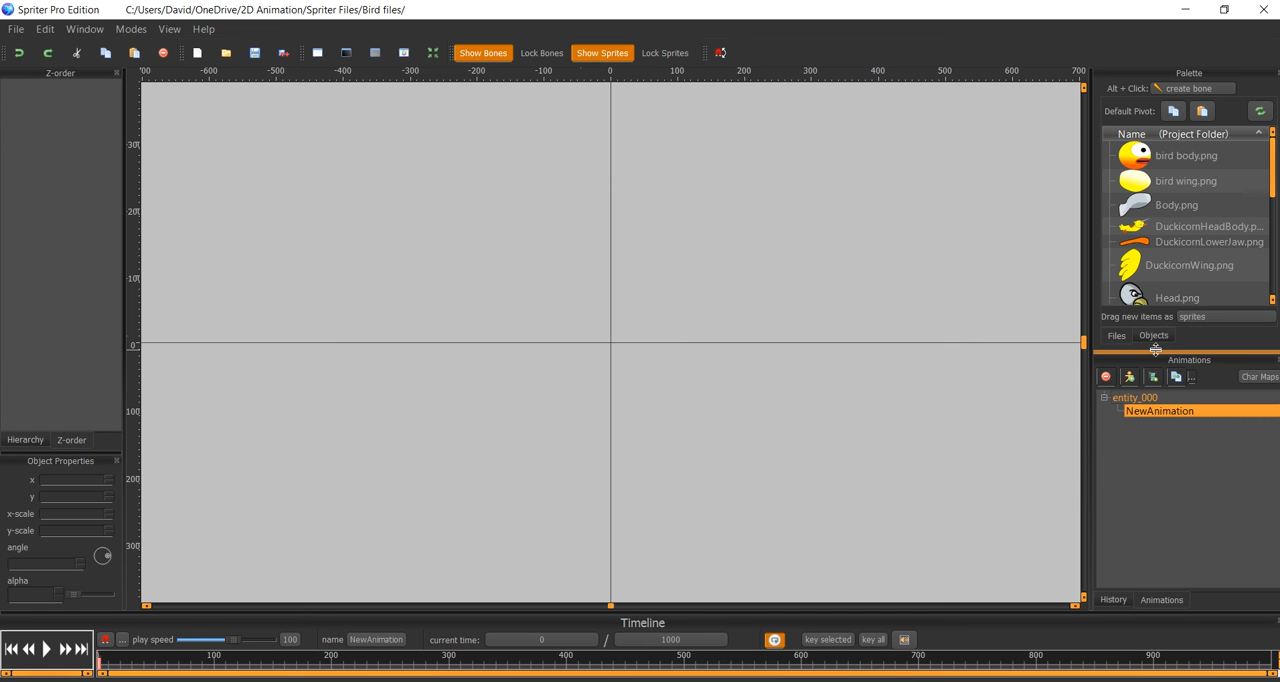 Spriter Pro Edition C:/Users/David/OneDrive/2D Animation/Spriter Files/Bird files/
File Edit Window Modes View Help
Show Bones Lock Bones Show Sprites Lock Sprites
Z-order
-600 -500 -400 -300 -200 -100 0 100 200 300 400 500 600 700
Palette
Alt + Click: create bone
Default Pivot:
Name (Project Folder)
bird body.png
bird wing.png
Body.png
DuckicornHeadBody.p...
DuckicornLowerJaw.png
DuckicornWing.png
Head.png
Drag new items as sprites
Files Objects
Animations
... Char Maps
entity_000
NewAnimation
0
100
200
300
Hierarchy Z-order
Object Properties
x
y
x-scale
y-scale
angle
alpha
History Animations
Timeline
... play speed 100 name NewAnimation current time: 0 / 1000 key selected key all
100 200 300 400 500 600 700 800 900